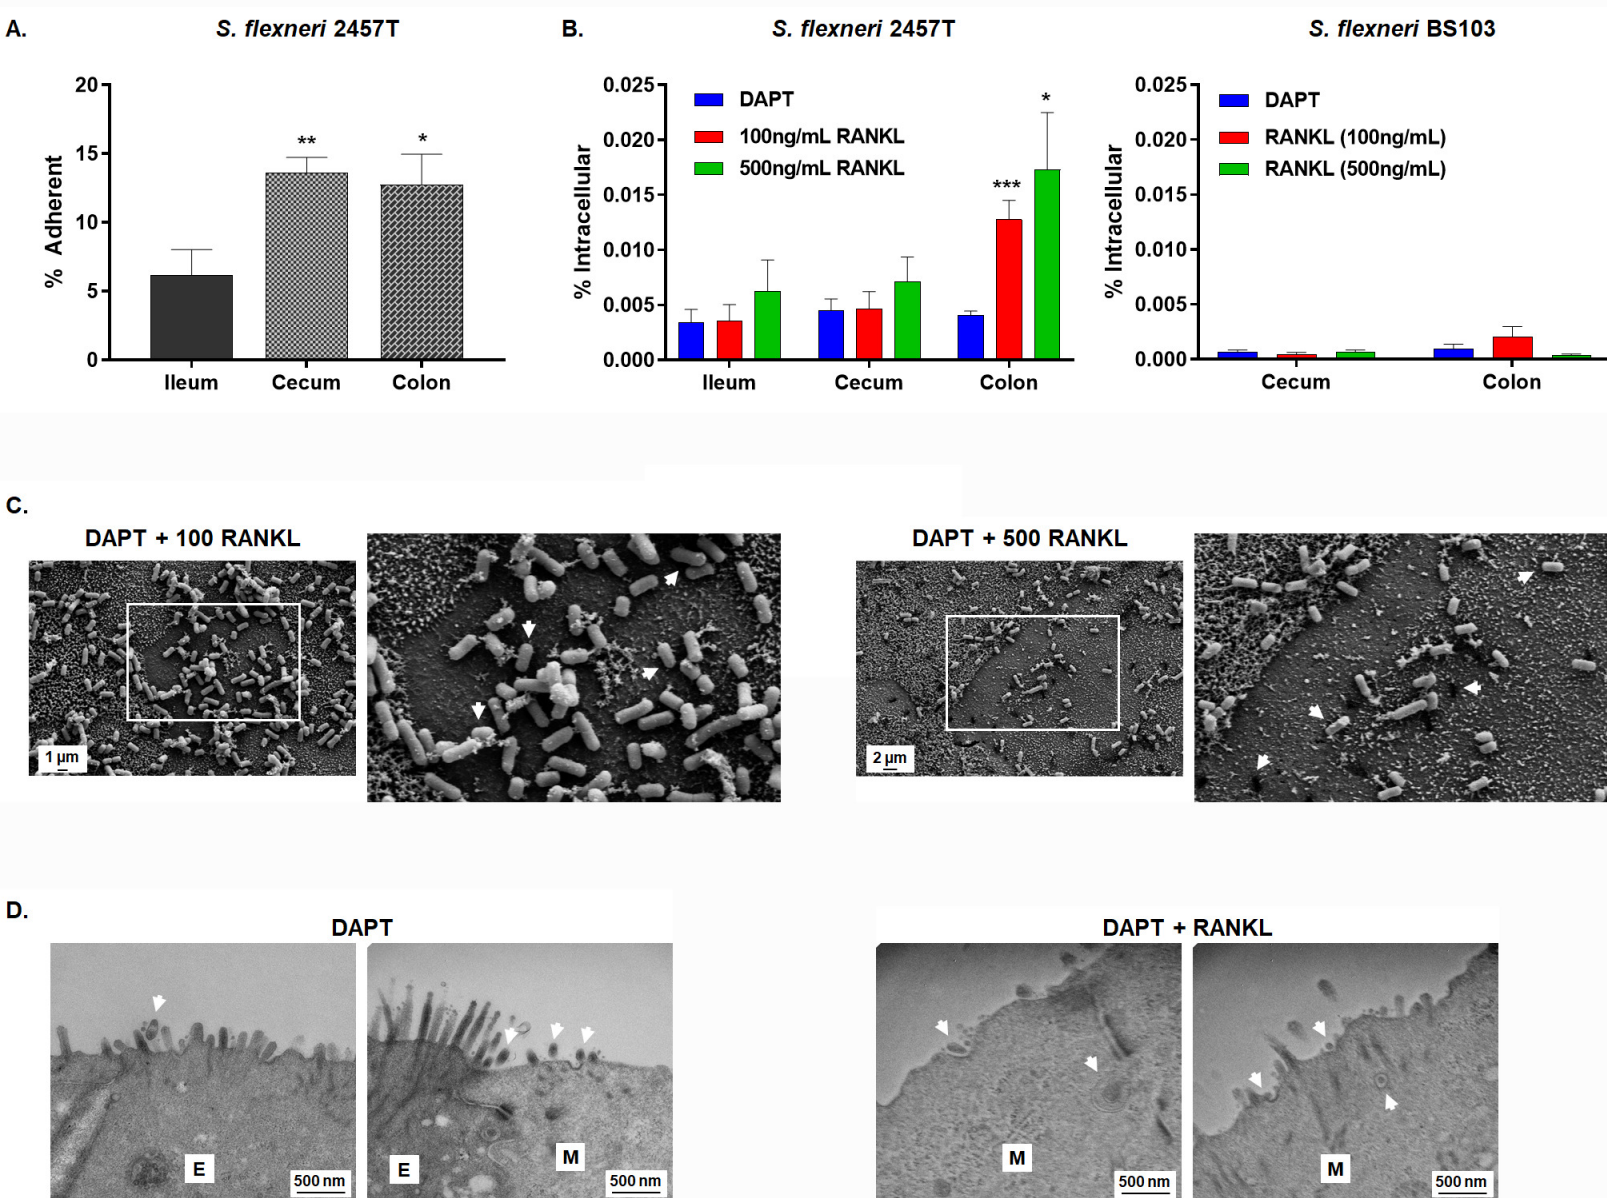 A.
S. flexneri 2457T
% Adherent
20
15
10
5
0
**
*
Ileum
Cecum
Colon
B.
S. flexneri 2457T
% Intracellular
0.025
0.020
0.015
0.010
0.005
0.000
DAPT
100ng/mL RANKL
500ng/mL RANKL
***
*
Ileum
Cecum
Colon
S. flexneri BS103
% Intracellular
0.025
0.020
0.015
0.010
0.005
0.000
DAPT
RANKL (100ng/mL)
RANKL (500ng/mL)
Cecum
Colon
C.
DAPT + 100 RANKL
1 µm
DAPT + 500 RANKL
2 µm
D.
DAPT
E
500 nm
E
M
500 nm
DAPT + RANKL
M
500 nm
M
500 nm